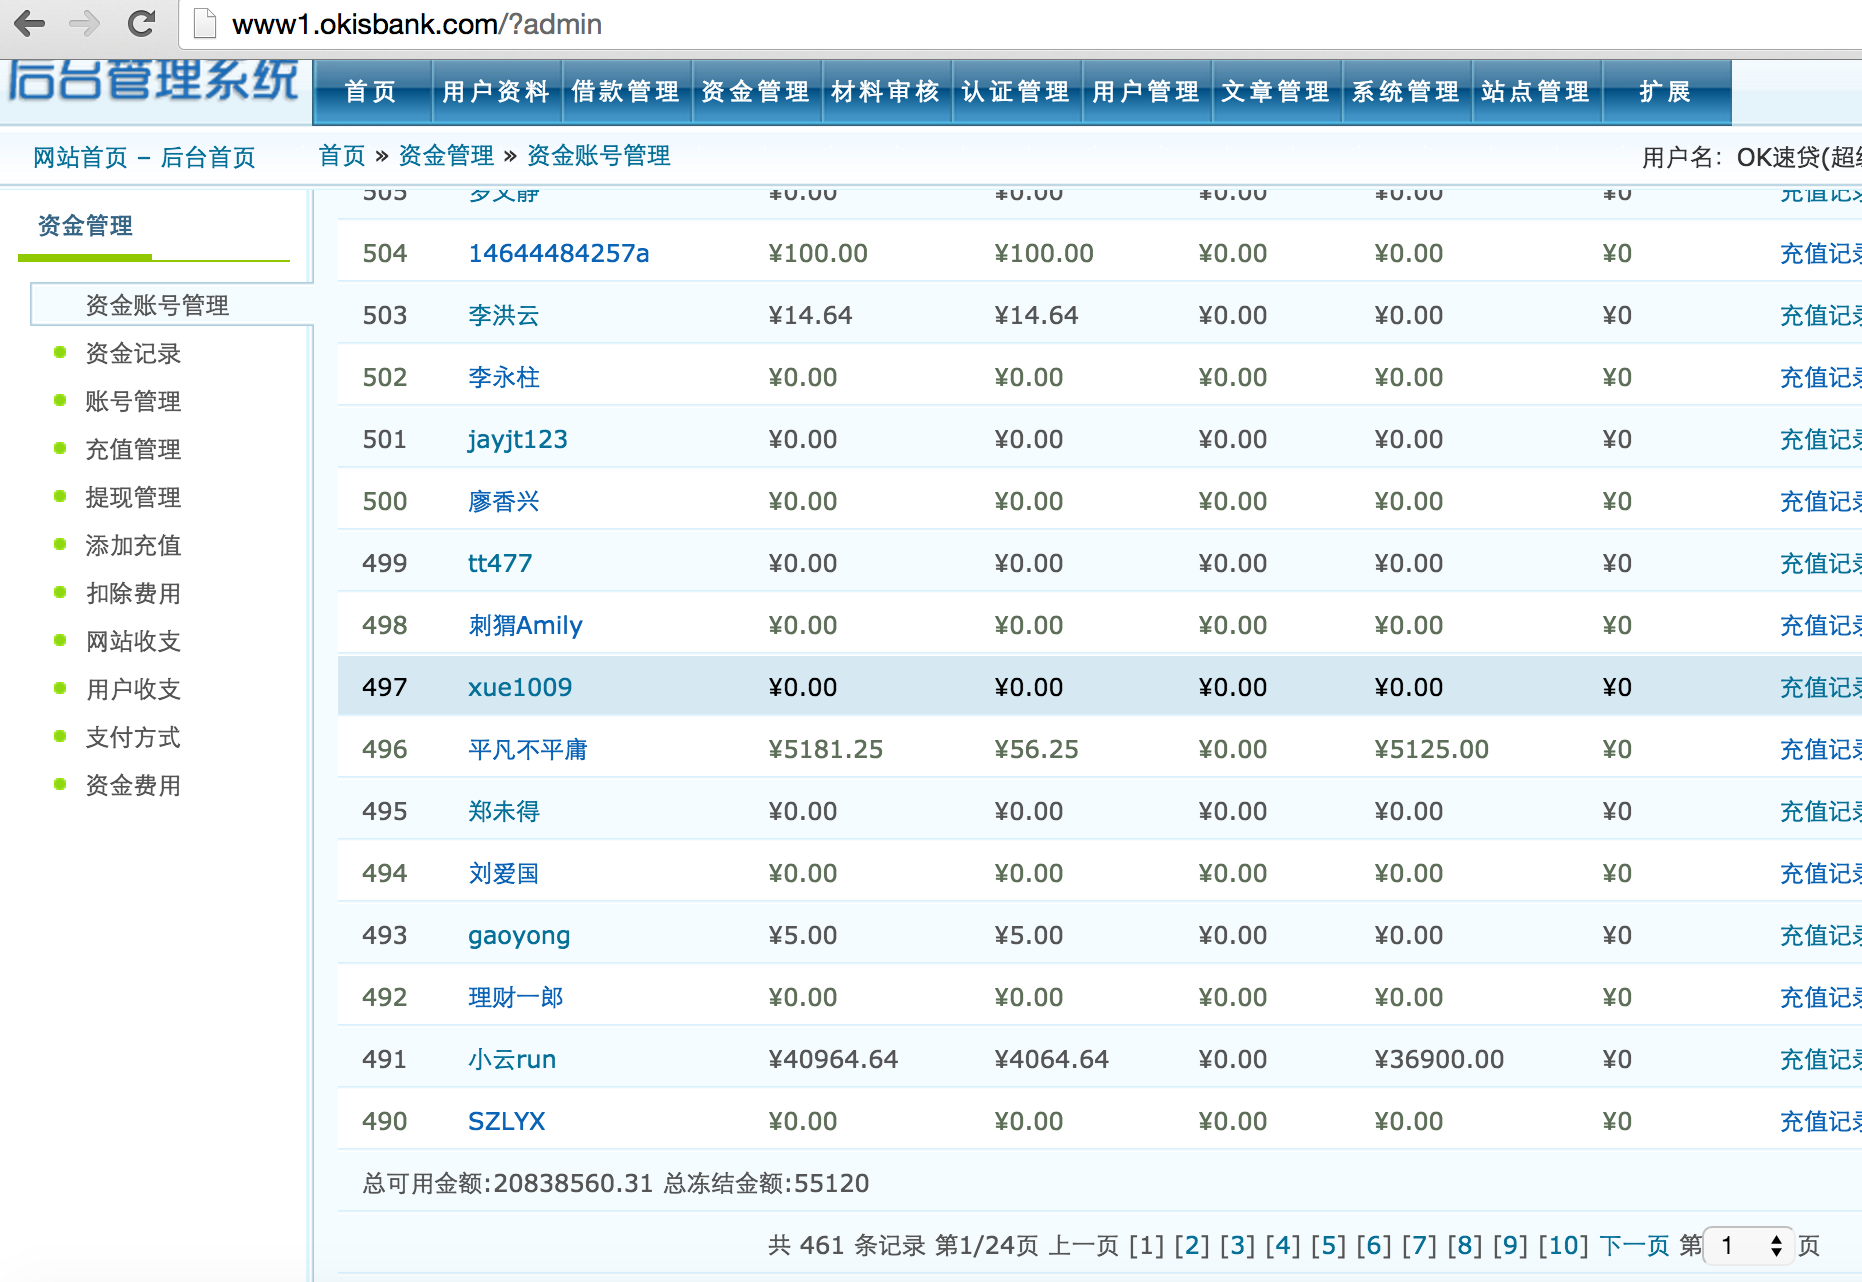 www1.okisbank.com/?admin
后台管理系统
首页 用户资料 借款管理 资金管理 材料审核 认证管理 用户管理 文章管理 系统管理 站点管理 扩展
网站首页 – 后台首页 首页 » 资金管理 » 资金账号管理 用户名：OK速贷(超级
资金管理
资金账号管理
资金记录
账号管理
充值管理
提现管理
添加充值
扣除费用
网站收支
用户收支
支付方式
资金费用
505 罗文静 ¥0.00 ¥0.00 ¥0.00 ¥0.00 ¥0 充值记录
504 14644484257a ¥100.00 ¥100.00 ¥0.00 ¥0.00 ¥0 充值记录
503 李洪云 ¥14.64 ¥14.64 ¥0.00 ¥0.00 ¥0 充值记录
502 李永柱 ¥0.00 ¥0.00 ¥0.00 ¥0.00 ¥0 充值记录
501 jayjt123 ¥0.00 ¥0.00 ¥0.00 ¥0.00 ¥0 充值记录
500 廖香兴 ¥0.00 ¥0.00 ¥0.00 ¥0.00 ¥0 充值记录
499 tt477 ¥0.00 ¥0.00 ¥0.00 ¥0.00 ¥0 充值记录
498 刺猬Amily ¥0.00 ¥0.00 ¥0.00 ¥0.00 ¥0 充值记录
497 xue1009 ¥0.00 ¥0.00 ¥0.00 ¥0.00 ¥0 充值记录
496 平凡不平庸 ¥5181.25 ¥56.25 ¥0.00 ¥5125.00 ¥0 充值记录
495 郑未得 ¥0.00 ¥0.00 ¥0.00 ¥0.00 ¥0 充值记录
494 刘爱国 ¥0.00 ¥0.00 ¥0.00 ¥0.00 ¥0 充值记录
493 gaoyong ¥5.00 ¥5.00 ¥0.00 ¥0.00 ¥0 充值记录
492 理财一郎 ¥0.00 ¥0.00 ¥0.00 ¥0.00 ¥0 充值记录
491 小云run ¥40964.64 ¥4064.64 ¥0.00 ¥36900.00 ¥0 充值记录
490 SZLYX ¥0.00 ¥0.00 ¥0.00 ¥0.00 ¥0 充值记录
总可用金额:20838560.31 总冻结金额:55120
共 461 条记录 第1/24页 上一页 [1] [2] [3] [4] [5] [6] [7] [8] [9] [10] 下一页 第 1 页